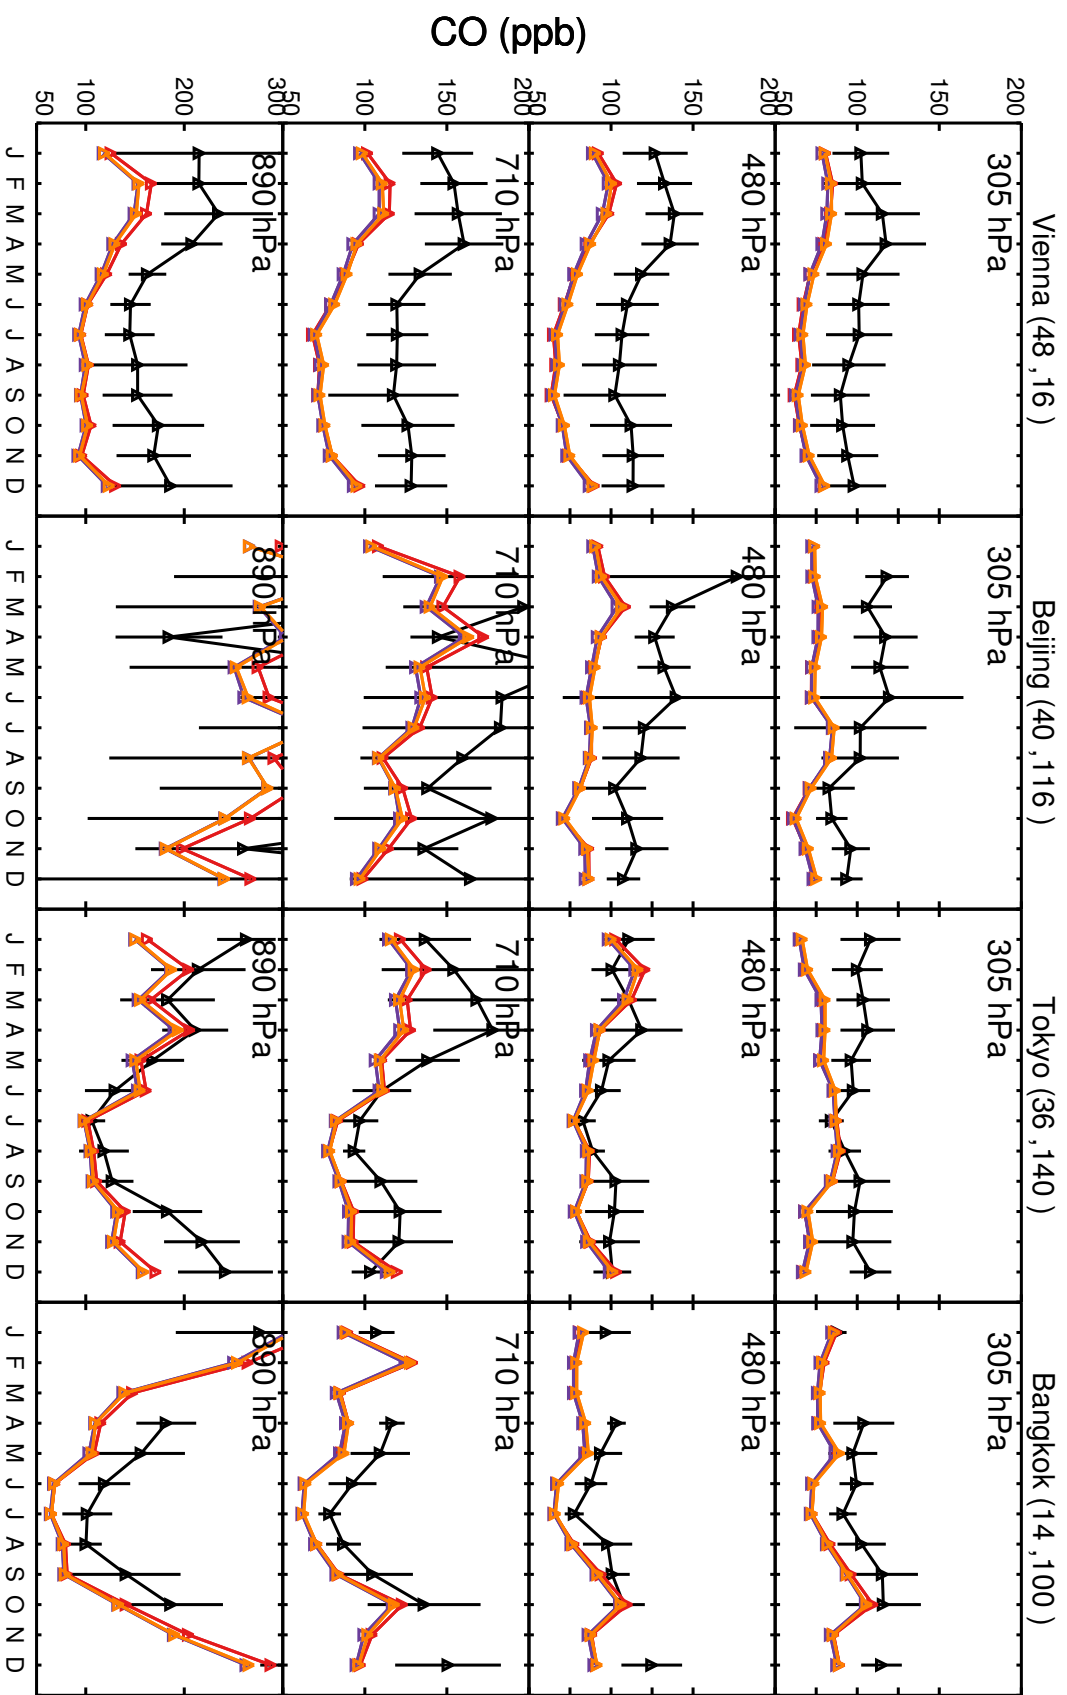 Vienna (48 ,16 )
Beijing (40 ,116 )
Tokyo (36 ,140 )
Bangkok (14 ,100 )
CO (ppb)
200
150
100
50
305 hPa
305 hPa
305 hPa
305 hPa
200
150
100
50
480 hPa
480 hPa
480 hPa
480 hPa
200
150
100
50
710 hPa
710 hPa
710 hPa
710 hPa
300
200
100
50
890 hPa
890 hPa
890 hPa
890 hPa
J F M A M J J A S O N D
J F M A M J J A S O N D
J F M A M J J A S O N D
J F M A M J J A S O N D